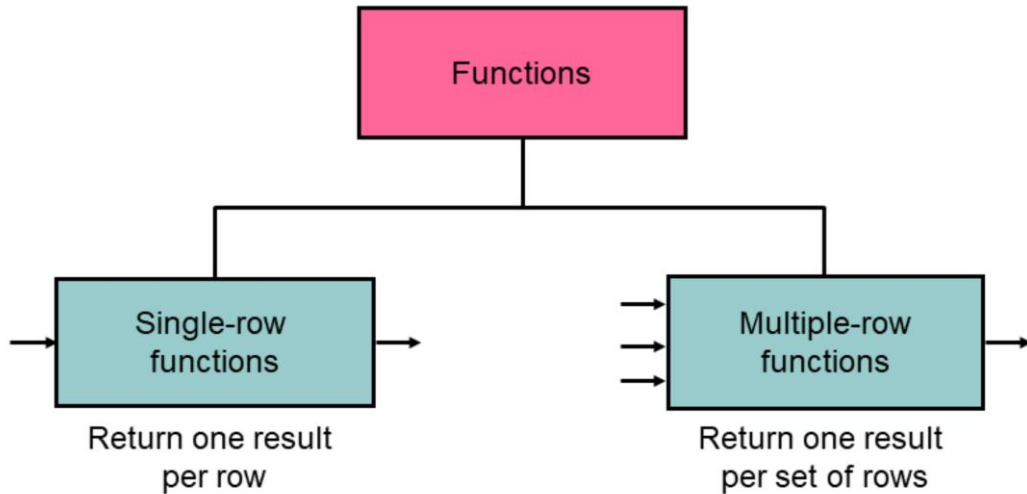 Functions
Single-row
functions
Multiple-row
functions
Return one result
per row
Return one result
per set of rows